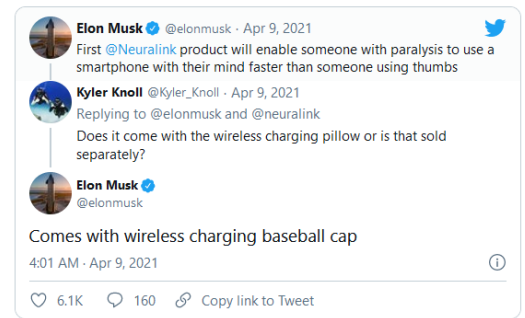 Elon Musk @elonmusk · Apr 9, 2021
First @Neuralink product will enable someone with paralysis to use a
smartphone with their mind faster than someone using thumbs
Kyler Knoll @Kyler_Knoll · Apr 9, 2021
Replying to @elonmusk and @neuralink
Does it come with the wireless charging pillow or is that sold
separately?
Elon Musk
@elonmusk
Comes with wireless charging baseball cap
4:01 AM · Apr 9, 2021
6.1K 160 Copy link to Tweet